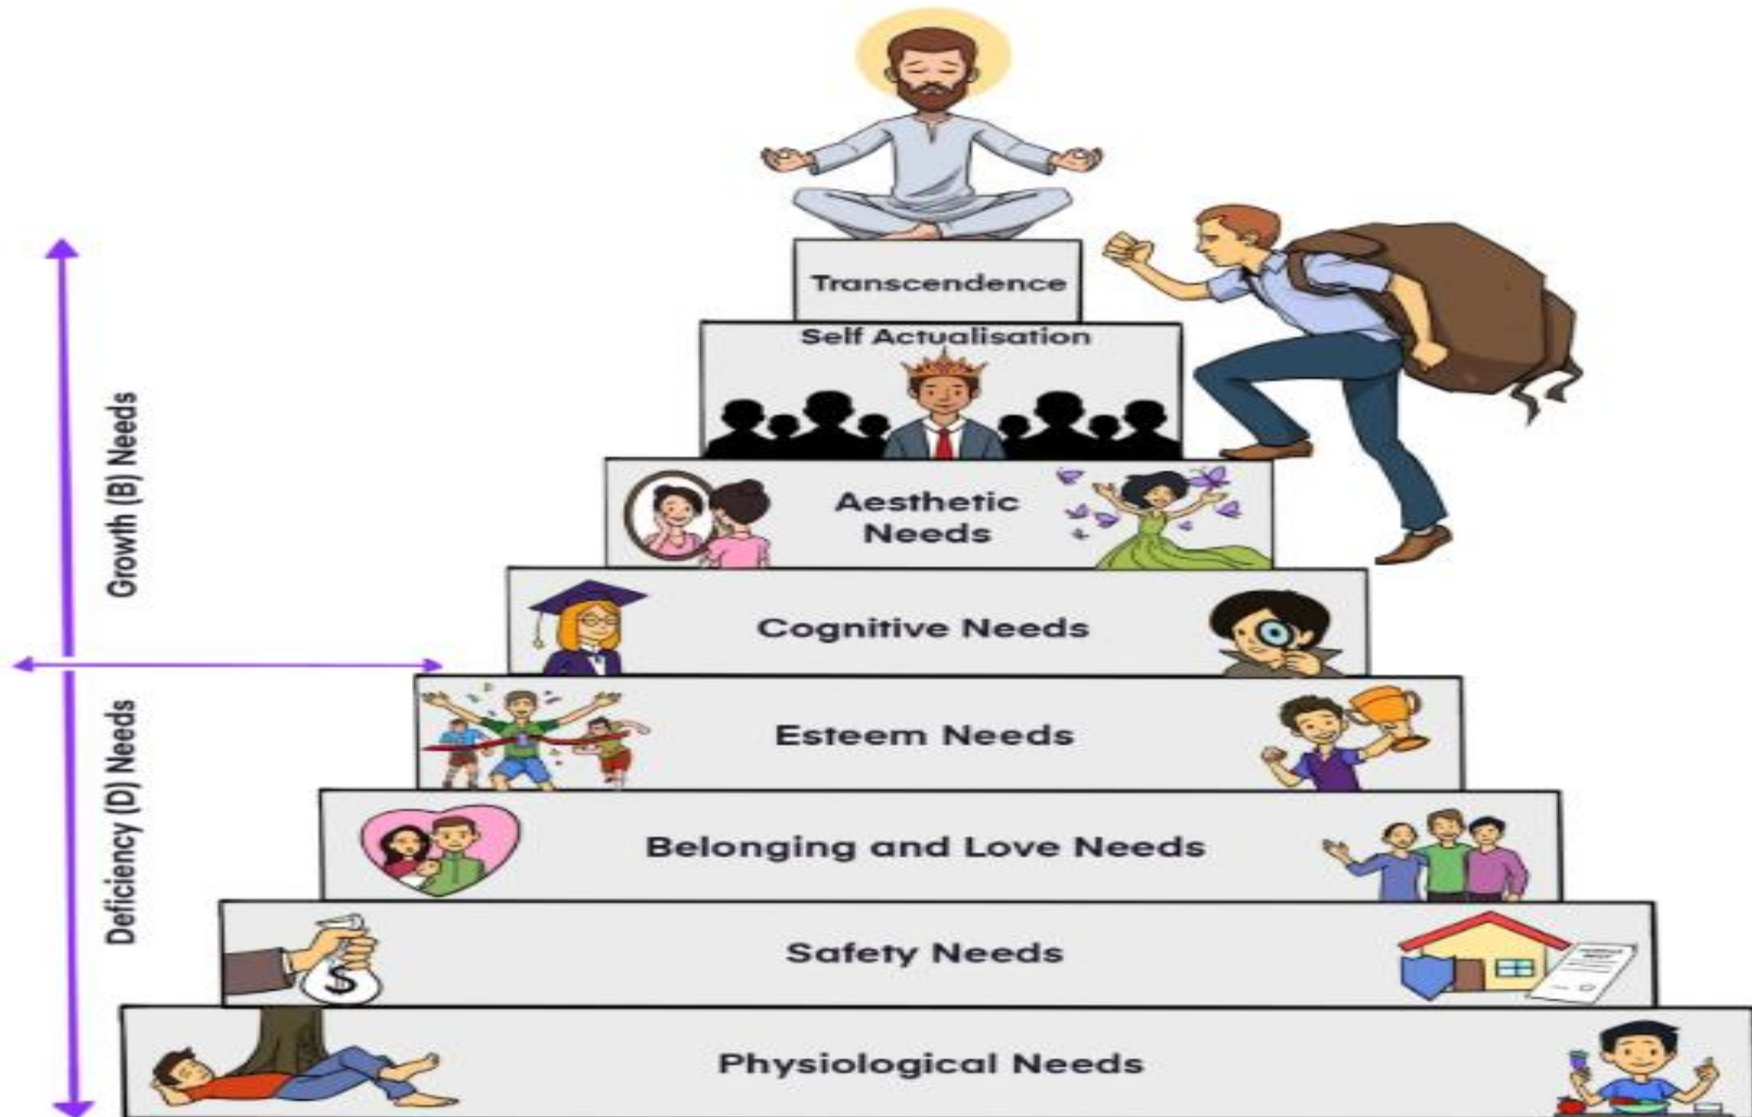 Transcendence
Self Actualisation
Aesthetic
Needs
Cognitive Needs
Esteem Needs
Belonging and Love Needs
Safety Needs
$
Physiological Needs
Growth (B) Needs
Deficiency (D) Needs